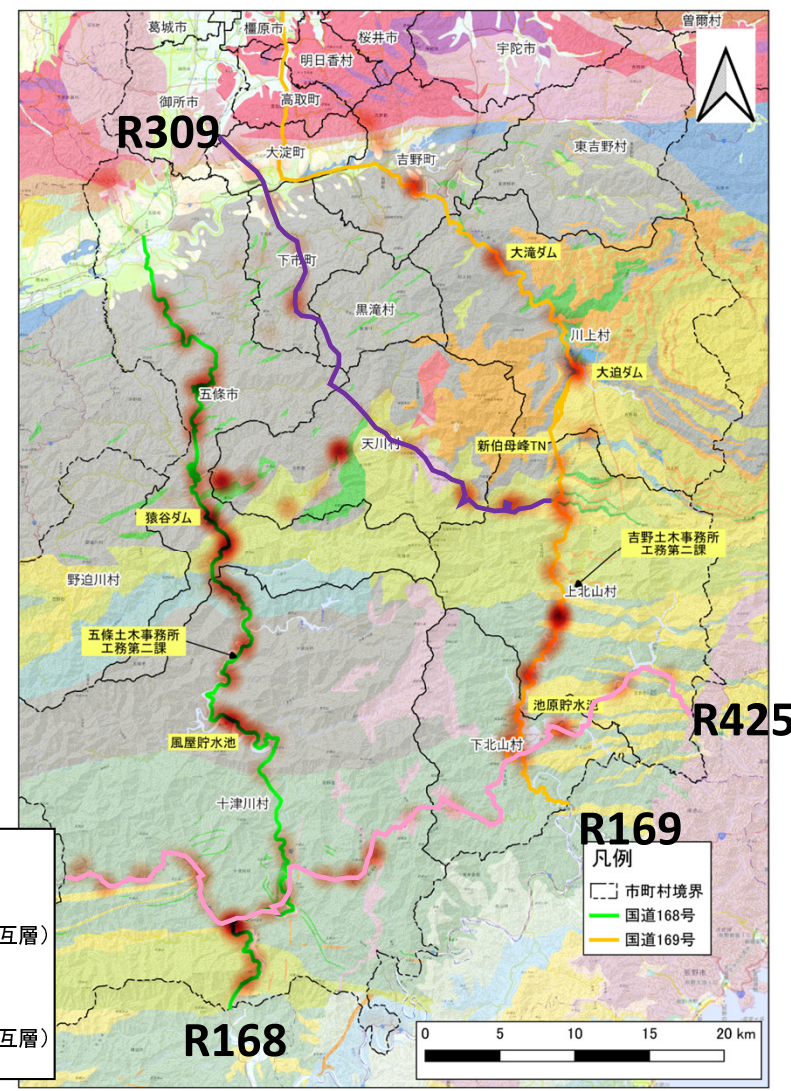 曽爾村
葛城市
橿原市
桜井市
宇陀市
明日香村
御所市
高取町
R309
大淀町
吉野町
東吉野村
大滝ダム
下市町
黒滝村
川上村
大迫ダム
五條市
天川村
新伯母峰TN
猿谷ダム
吉野土木事務所
工務第二課
野迫川村
上北山村
五條土木事務所
工務第二課
池原貯水池
R425
風屋貯水池
下北山村
十津川村
R169
凡例
市町村境界
国道168号
国道169号
互層）
互層）
R168
0 5 10 15 20 km